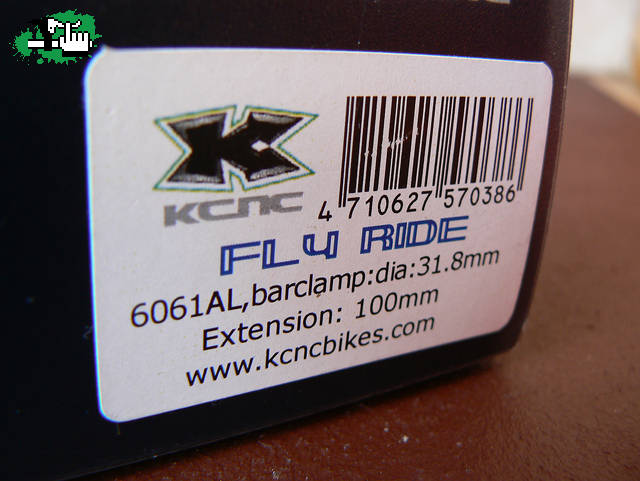 KCNC
4 710627 570386
FLY RIDE
6061AL,barclamp:dia:31.8mm
Extension: 100mm
www.kcncbikes.com